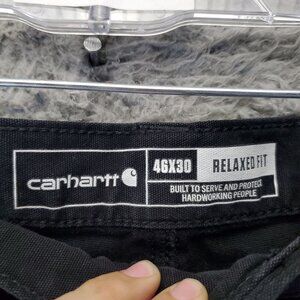 carhartt
46X30
RELAXED FIT
BUILT TO SERVE AND PROTECT
HARDWORKING PEOPLE